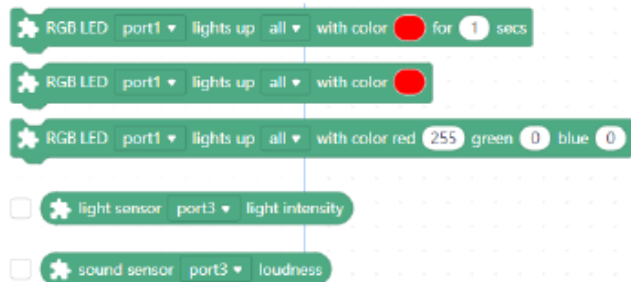 RGB LED port1 lights up all with color for 1 secs
RGB LED port1 lights up all with color
RGB LED port1 lights up all with color red 255 green 0 blue 0
light sensor port3 light intensity
sound sensor port3 loudness